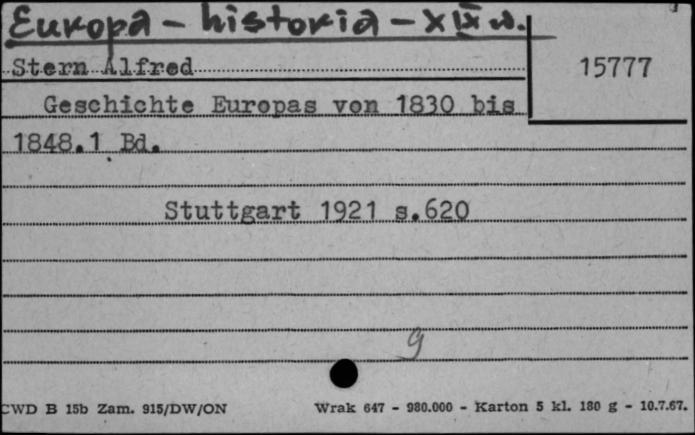 Europa - historia - XIX w.
Stern Alfred
15777
Geschichte Europas von 1830 bis
1848.1 Bd.
Stuttgart 1921 s.620
g
CWD B 15b Zam. 915/DW/ON
Wrak 647 - 980.000 - Karton 5 kl. 180 g - 10.7.67.